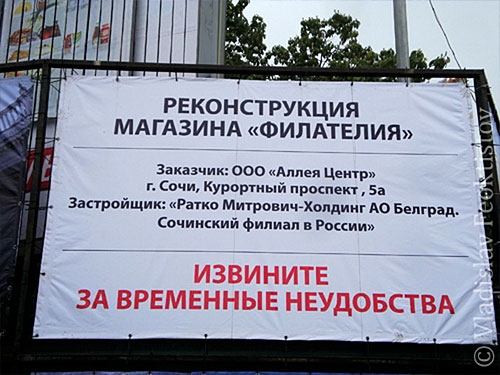 РЕКОНСТРУКЦИЯ
МАГАЗИНА «ФИЛАТЕЛИЯ»
Заказчик: ООО «Аллея Центр»
г. Сочи, Курортный проспект , 5а
Застройщик: «Ратко Митрович-Холдинг АО Белград.
Сочинский филиал в России»
ИЗВИНИТЕ
ЗА ВРЕМЕННЫЕ НЕУДОБСТВА
© Vladislav Feoktistov